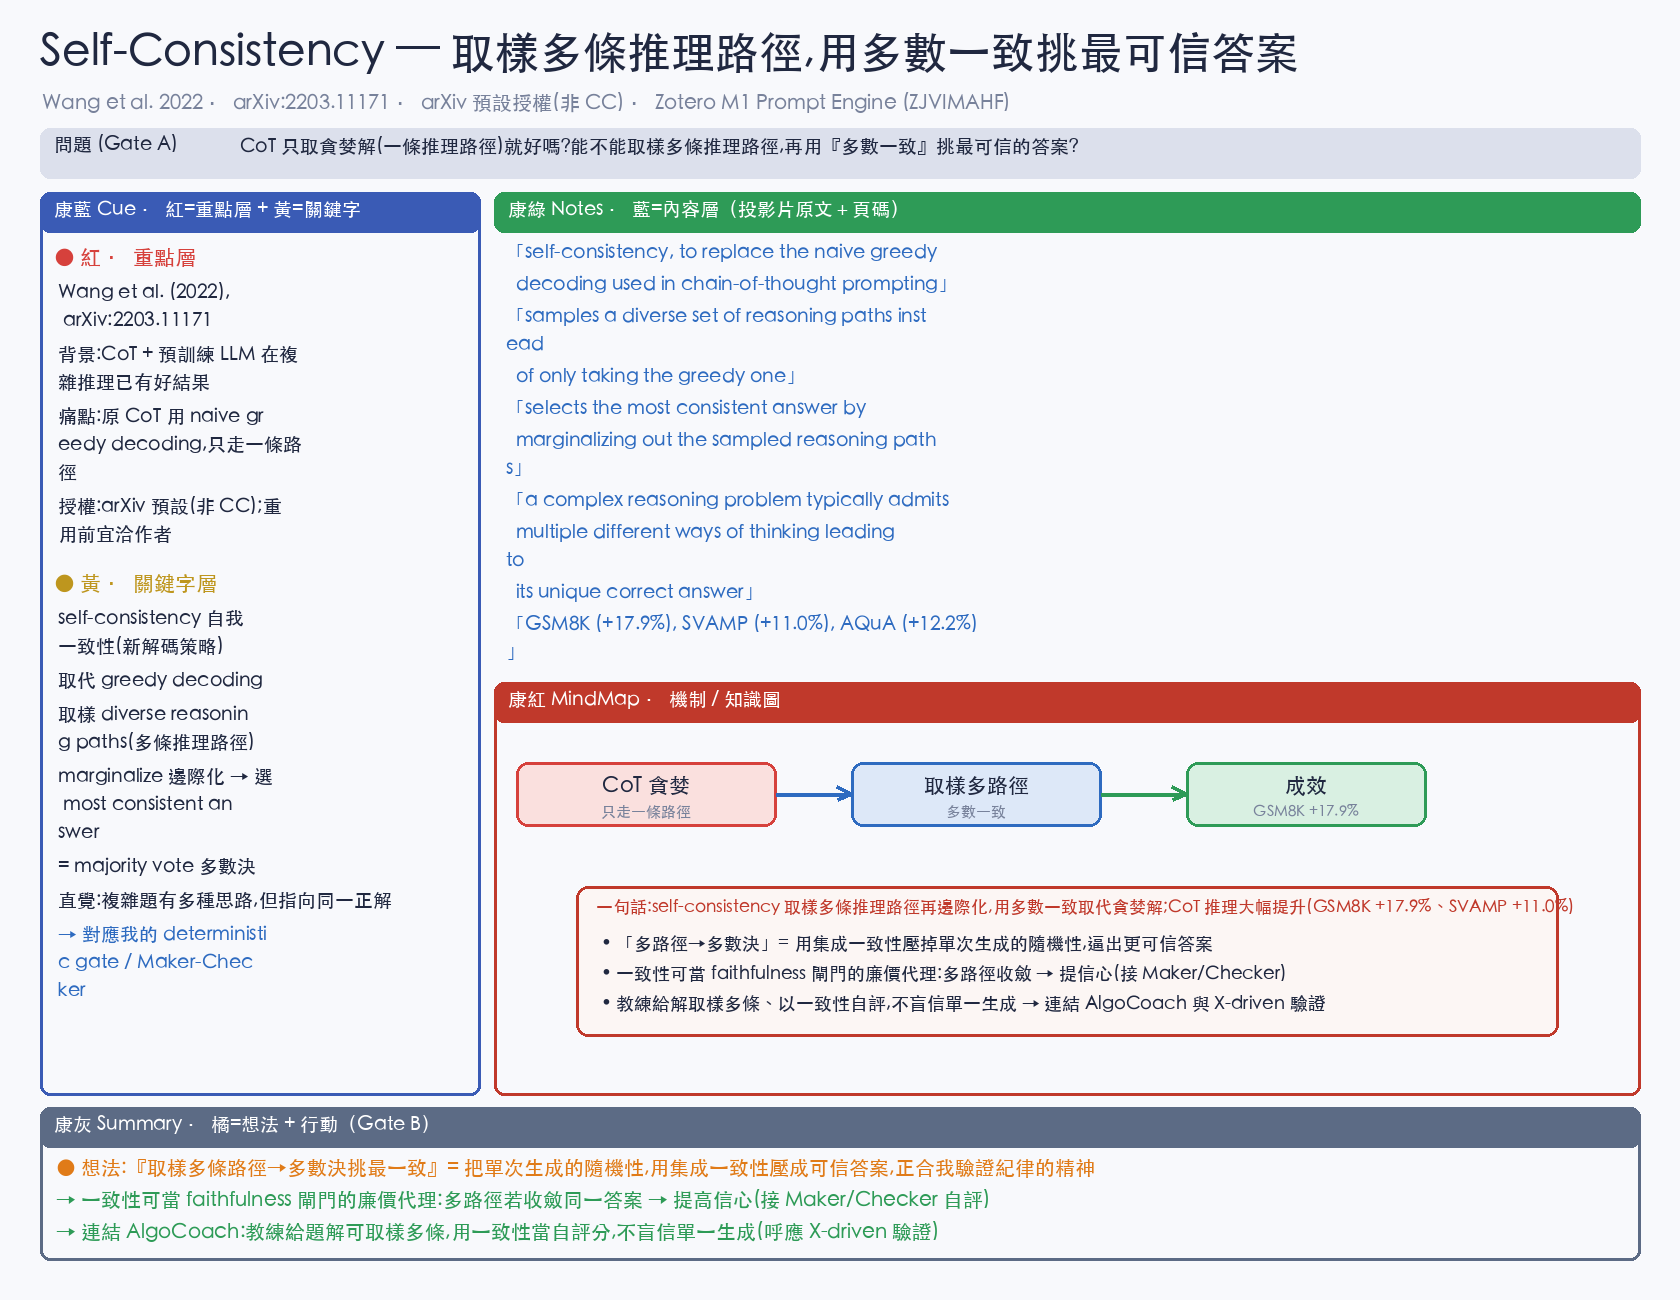 Self-Consistency — 取樣多條推理路徑,用多數一致挑最可信答案
Wang et al. 2022 · arXiv:2203.11171 · arXiv 預設授權(非 CC) · Zotero M1 Prompt Engine (ZJVIMAHF)
問題 (Gate A) CoT 只取貪婪解(一條推理路徑)就好嗎?能不能取樣多條推理路徑,再用『多數一致』挑最可信的答案?
康藍 Cue · 紅=重點層 + 黃=關鍵字
● 紅 · 重點層
Wang et al. (2022),
arXiv:2203.11171
背景:CoT + 預訓練 LLM 在複
雜推理已有好結果
痛點:原 CoT 用 naive gr
eedy decoding,只走一條路
徑
授權:arXiv 預設(非 CC);重
用前宜洽作者
● 黃 · 關鍵字層
self-consistency 自我
一致性(新解碼策略)
取代 greedy decoding
取樣 diverse reasonin
g paths(多條推理路徑)
marginalize 邊際化 → 選
most consistent an
swer
= majority vote 多數決
直覺:複雜題有多種思路,但指向同一正解
→ 對應我的 deterministi
c gate / Maker-Chec
ker
康綠 Notes · 藍=內容層（投影片原文 + 頁碼）
「self-consistency, to replace the naive greedy
decoding used in chain-of-thought prompting」
「samples a diverse set of reasoning paths inst
ead
of only taking the greedy one」
「selects the most consistent answer by
marginalizing out the sampled reasoning path
s」
「a complex reasoning problem typically admits
multiple different ways of thinking leading
to
its unique correct answer」
「GSM8K (+17.9%), SVAMP (+11.0%), AQuA (+12.2%)
」
康紅 MindMap · 機制 / 知識圖
CoT 貪婪
只走一條路徑
取樣多路徑
多數一致
成效
GSM8K +17.9%
一句話:self-consistency 取樣多條推理路徑再邊際化,用多數一致取代貪婪解;CoT 推理大幅提升(GSM8K +17.9%、SVAMP +11.0%)
• 「多路徑→多數決」= 用集成一致性壓掉單次生成的隨機性,逼出更可信答案
• 一致性可當 faithfulness 閘門的廉價代理:多路徑收斂 → 提信心(接 Maker/Checker)
• 教練給解取樣多條、以一致性自評,不盲信單一生成 → 連結 AlgoCoach 與 X-driven 驗證
康灰 Summary · 橘=想法 + 行動（Gate B）
● 想法:『取樣多條路徑→多數決挑最一致』= 把單次生成的隨機性,用集成一致性壓成可信答案,正合我驗證紀律的精神
→ 一致性可當 faithfulness 閘門的廉價代理:多路徑若收斂同一答案 → 提高信心(接 Maker/Checker 自評)
→ 連結 AlgoCoach:教練給題解可取樣多條,用一致性當自評分,不盲信單一生成(呼應 X-driven 驗證)